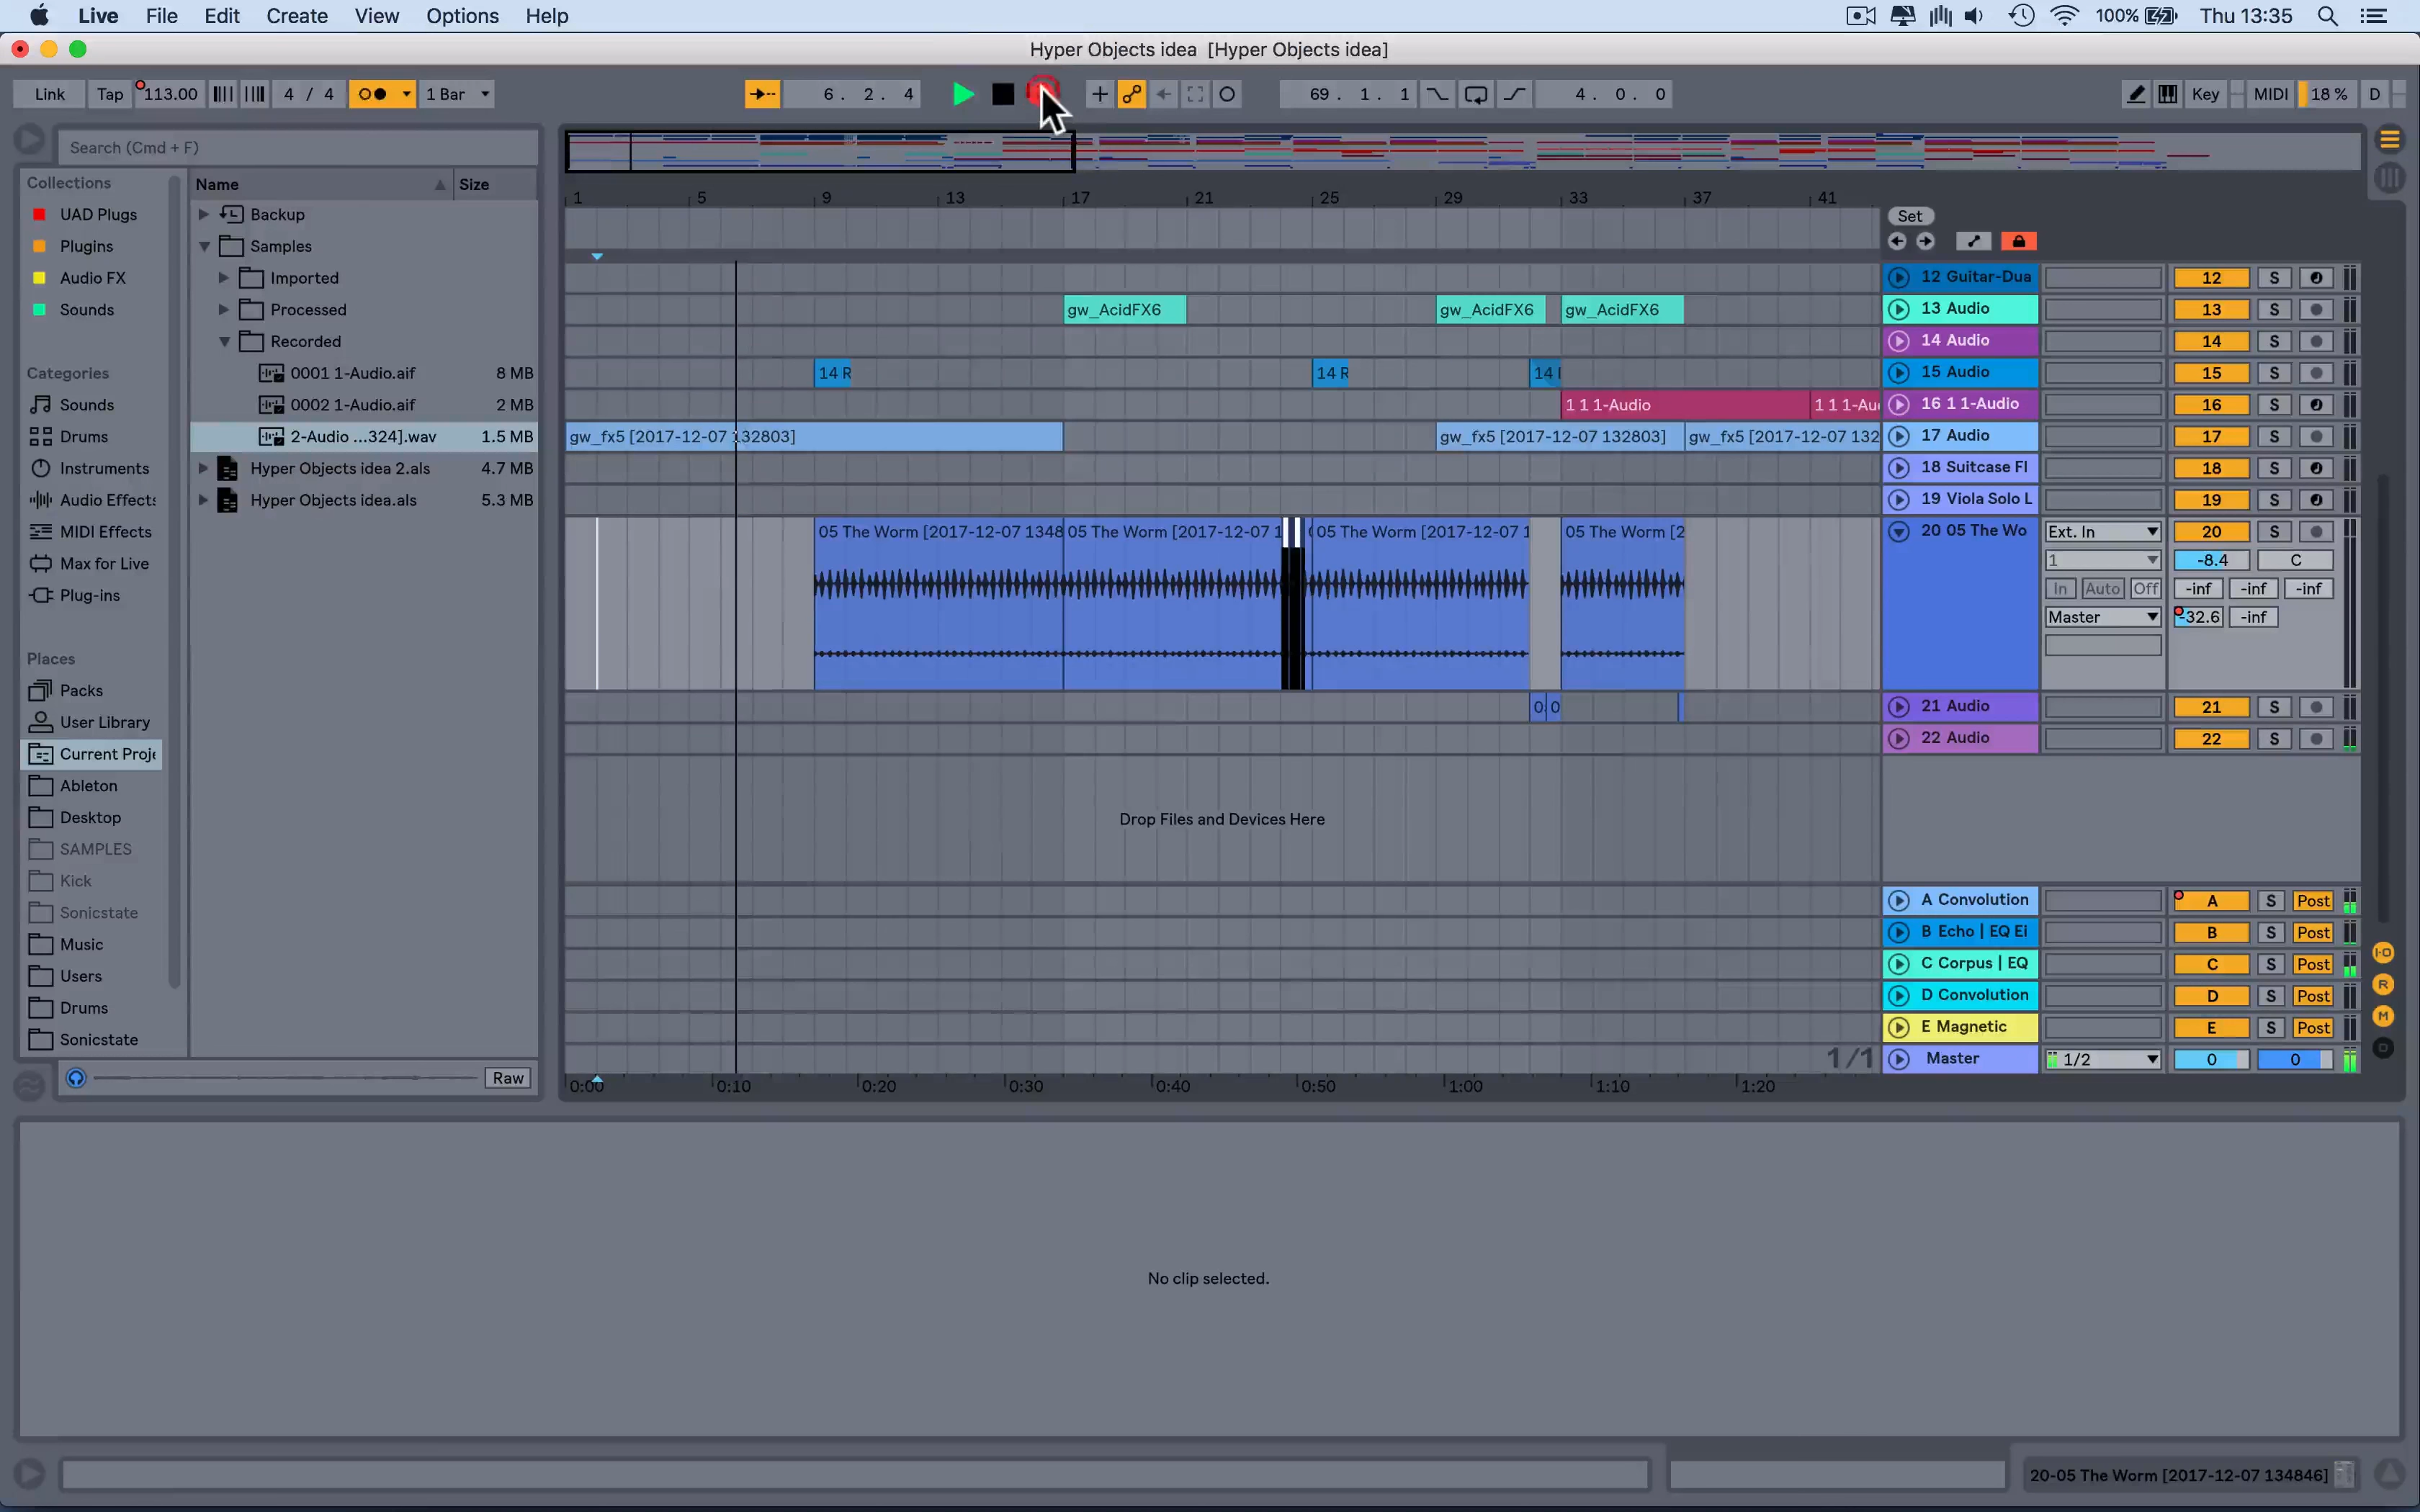 Live File Edit Create View Options Help 100% Thu 13:35
Hyper Objects idea [Hyper Objects idea]
Link Tap 113.00 4 / 4 1 Bar 6. 2. 4 69. 1. 1 4. 0. 0 Key MIDI 18 % D
Search (Cmd + F)
Collections
UAD Plugs
Plugins
Audio FX
Sounds
Categories
Sounds
Drums
Instruments
Audio Effects
MIDI Effects
Max for Live
Plug-ins
Places
Packs
User Library
Current Proje
Ableton
Desktop
SAMPLES
Kick
Sonicstate
Music
Users
Drums
Sonicstate
Name Size
Backup
Samples
Imported
Processed
Recorded
0001 1-Audio.aif 8 MB
0002 1-Audio.aif 2 MB
2-Audio ...324].wav 1.5 MB
Hyper Objects idea 2.als 4.7 MB
Hyper Objects idea.als 5.3 MB
Raw
1 5 9 13 17 21 25 29 33 37 41
Set
12 Guitar-Dua 12 S
gw_AcidFX6 gw_AcidFX6 gw_AcidFX6 13 Audio 13 S
14 Audio 14 S
14 R 14 R 14 15 Audio 15 S
1 1 1-Audio 1 1 1-Au 16 1 1-Audio 16 S
gw_fx5 [2017-12-07 132803] gw_fx5 [2017-12-07 132803] gw_fx5 [2017-12-07 132 17 Audio 17 S
18 Suitcase Fl 18 S
19 Viola Solo L 19 S
05 The Worm [2017-12-07 1348 05 The Worm [2017-12-07 1 05 The Worm [2017-12-07 1 05 The Worm [2 20 05 The Wo Ext. In 20 S
1 -8.4 C
In Auto Off -inf -inf -inf
Master -32.6 -inf
0 0 21 Audio 21 S
22 Audio 22 S
Drop Files and Devices Here
A Convolution A S Post
B Echo | EQ Ei B S Post
C Corpus | EQ C S Post
D Convolution D S Post
E Magnetic E S Post
1/1 Master 1/2 0 0
0:00 0:10 0:20 0:30 0:40 0:50 1:00 1:10 1:20
I-O
R
M
D
No clip selected.
20-05 The Worm [2017-12-07 134846]